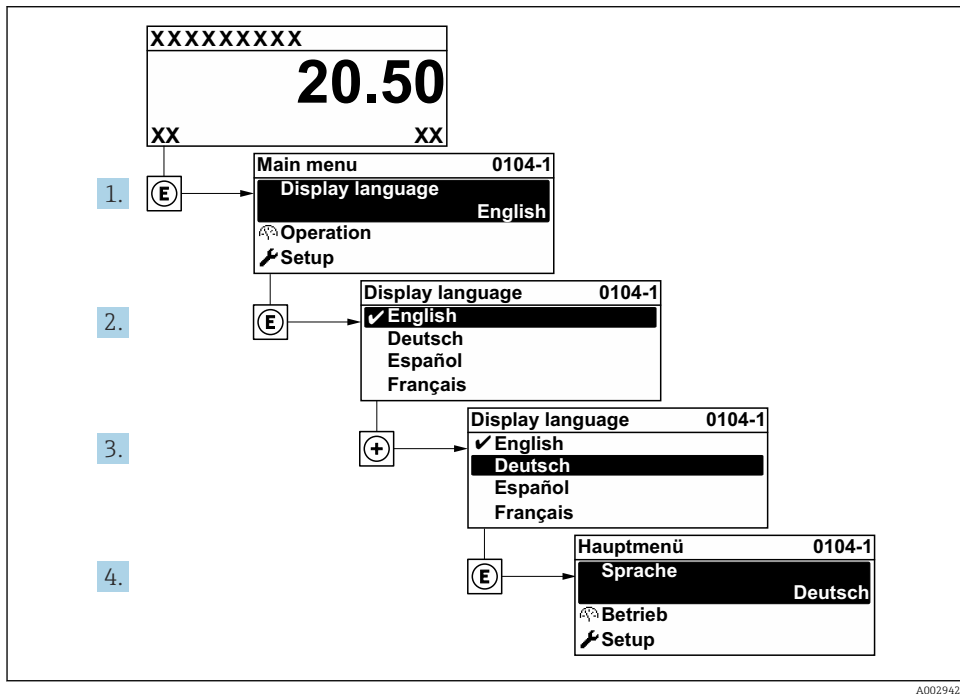 XXXXXXXXX
20.50
XX XX
1. E
Main menu 0104-1
Display language
English
Operation
Setup
2. E
Display language 0104-1
✔English
Deutsch
Español
Français
3. +
Display language 0104-1
✔English
Deutsch
Español
Français
4. E
Hauptmenü 0104-1
Sprache
Deutsch
Betrieb
Setup
A002942